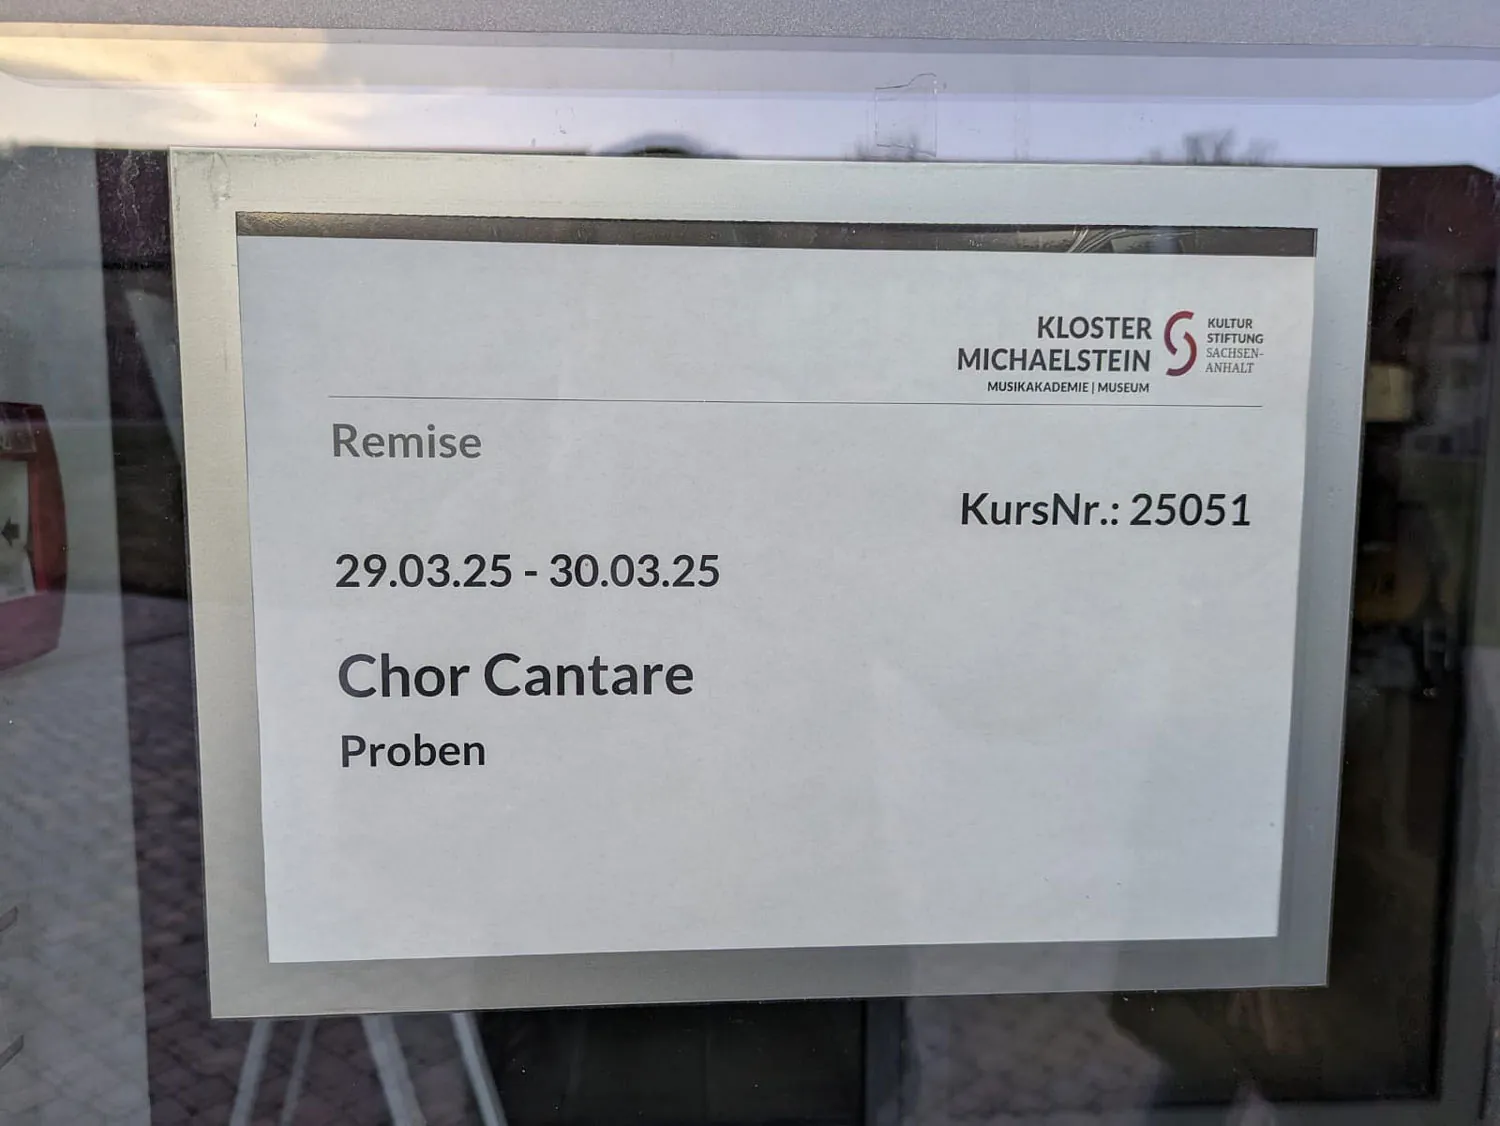 KLOSTER
MICHAELSTEIN
MUSIKAKADEMIE | MUSEUM
KULTUR
STIFTUNG
SACHSEN-
ANHALT
Remise
KursNr.: 25051
29.03.25 - 30.03.25
Chor Cantare
Proben